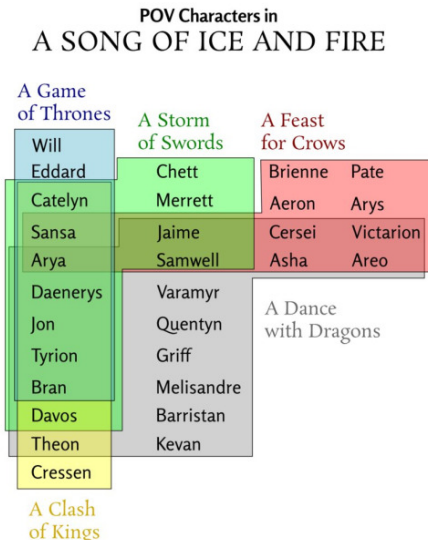 POV Characters in
A SONG OF ICE AND FIRE
A Game
of Thrones
A Storm
of Swords
A Feast
for Crows
Will
Eddard
Chett
Brienne Pate
Catelyn
Merrett
Aeron Arys
Sansa
Jaime
Cersei Victarion
Arya
Samwell
Asha Areo
Daenerys
Varamyr
A Dance
with Dragons
Jon
Quentyn
Tyrion
Griff
Bran
Melisandre
Davos
Barristan
Theon
Kevan
Cressen
A Clash
of Kings